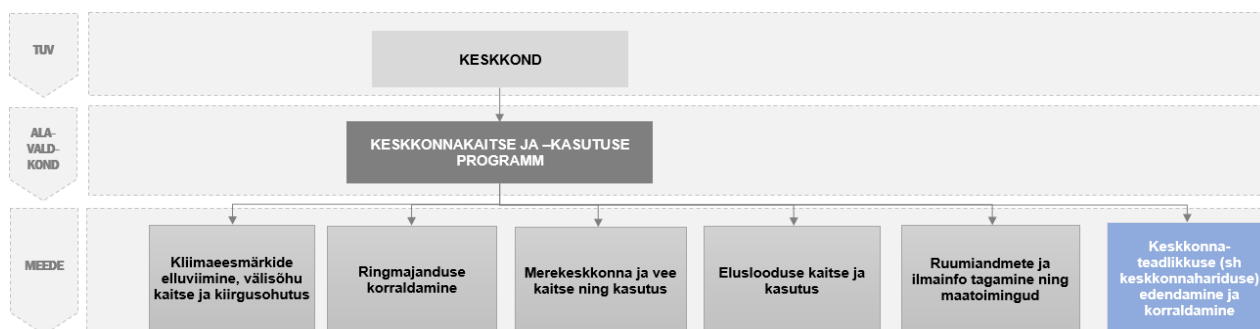 TUV
KESKKOND
ALA-
VALD-
KOND
KESKKONNAKAITSE JA –KASUTUSE
PROGRAMM
MEEDE
Kliimaeesmärkide
elluviimine, välisõhu
kaitse ja kiirgusohutus
Ringmajanduse
korraldamine
Merekeskkonna ja vee
kaitse ning kasutus
Eluslooduse kaitse ja
kasutus
Ruumiandmete ja
ilmainfo tagamine ning
maatoimingud
Keskkonna-
teadlikkuse (sh
keskkonnahariduse)
edendamine ja
korraldamine